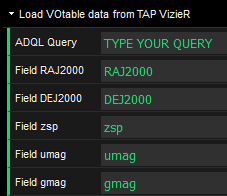 Load VOtable data from TAP VizieR
ADQL Query TYPE YOUR QUERY
Field RAJ2000 RAJ2000
Field DEJ2000 DEJ2000
Field zsp zsp
Field umag umag
Field gmag gmag